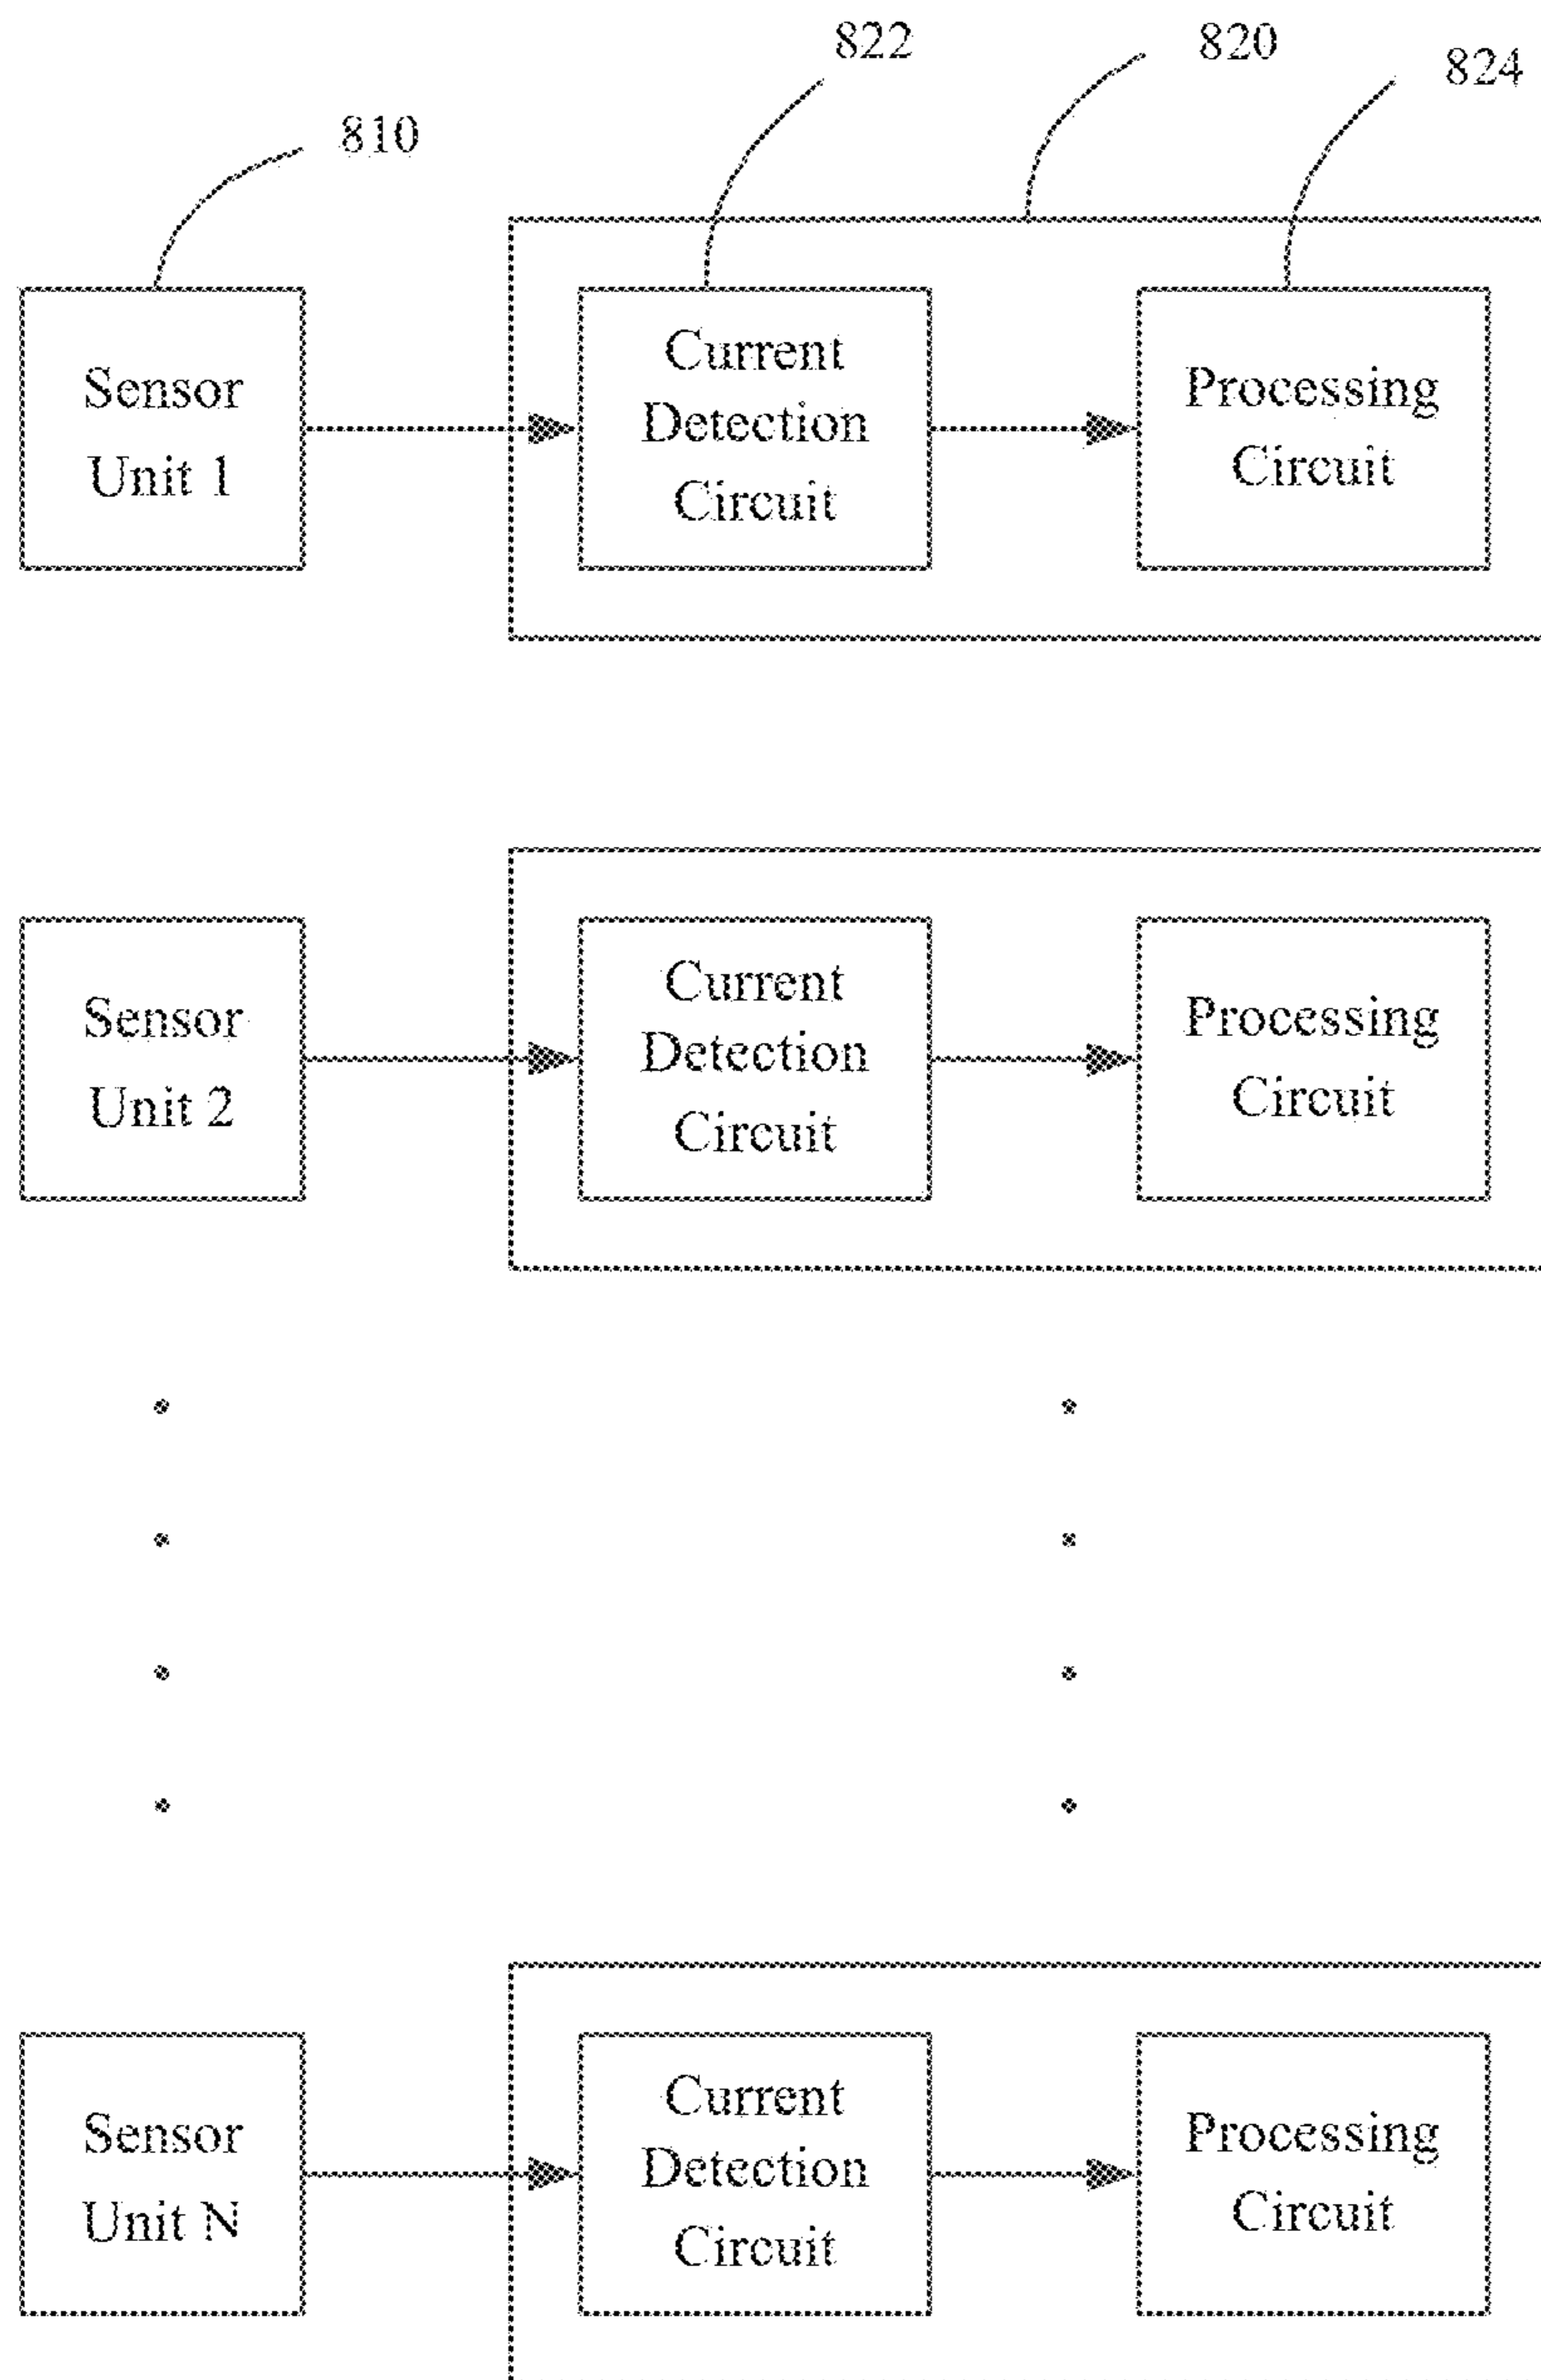 822
820
824
810
Sensor
Unit 1
Current
Detection
Circuit
Processing
Circuit
Sensor
Unit 2
Current
Detection
Circuit
Processing
Circuit
Sensor
Unit N
Current
Detection
Circuit
Processing
Circuit